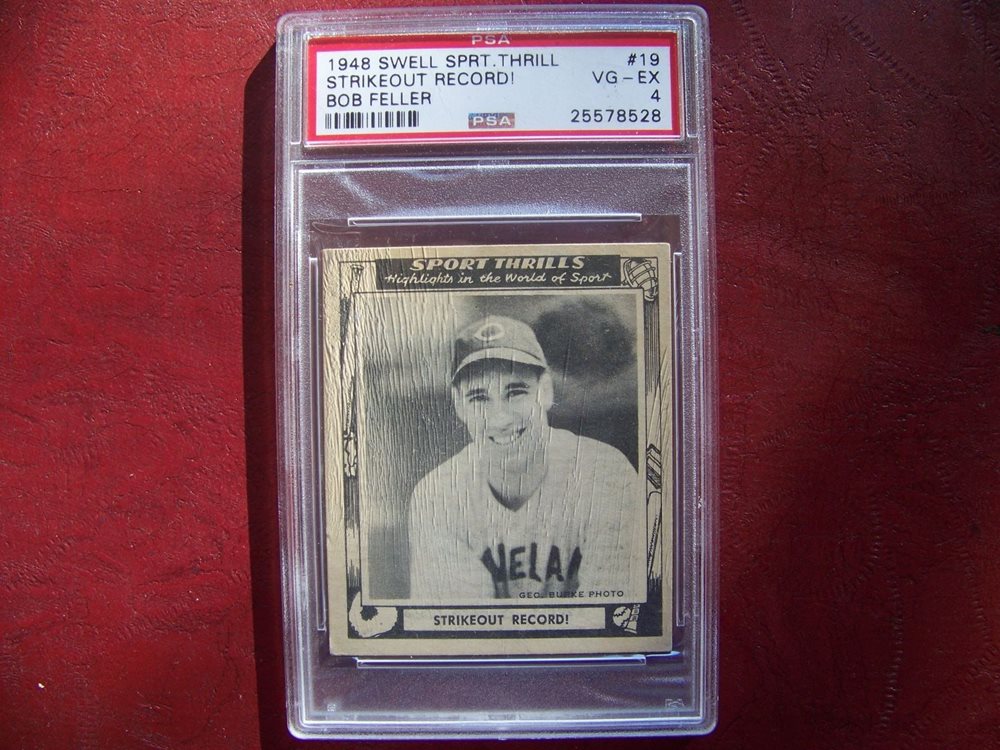 PSA
1948 SWELL SPRT.THRILL #19
STRIKEOUT RECORD! VG-EX
BOB FELLER 4
PSA 25578528
SPORT THRILLS
Highlights in the World of Sport
C
VELAN
GEO. BURKE PHOTO
STRIKEOUT RECORD!